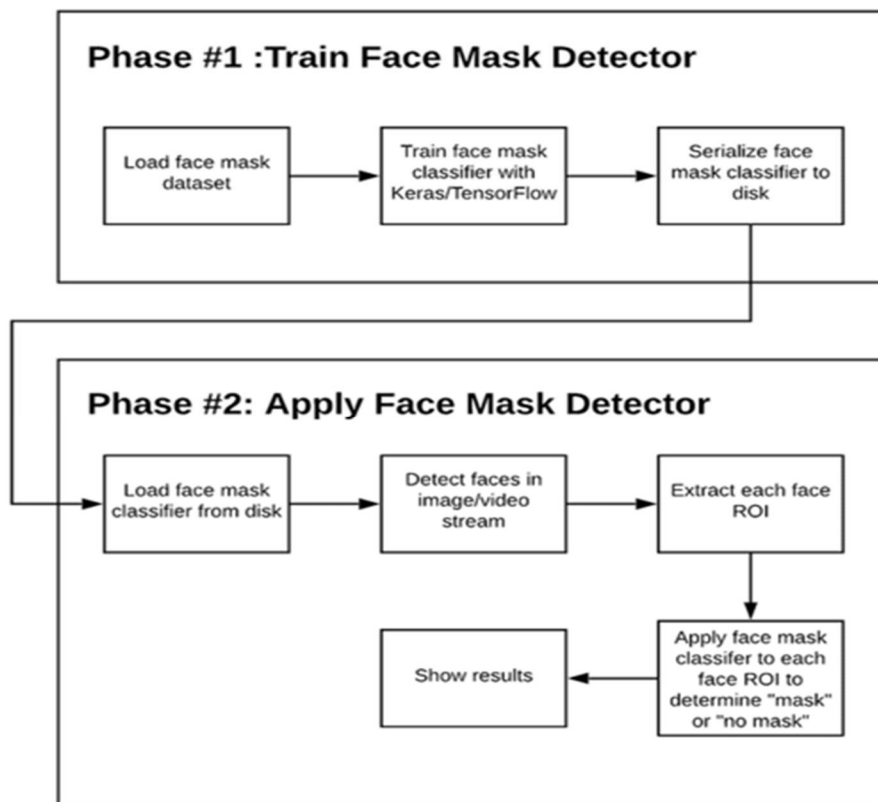 Phase #1 :Train Face Mask Detector
Load face mask
dataset
Train face mask
classifier with
Keras/TensorFlow
Serialize face
mask classifier to
disk
Phase #2: Apply Face Mask Detector
Load face mask
classifier from disk
Detect faces in
image/video
stream
Extract each face
ROI
Apply face mask
classifer to each
face ROI to
determine "mask"
or "no mask"
Show results